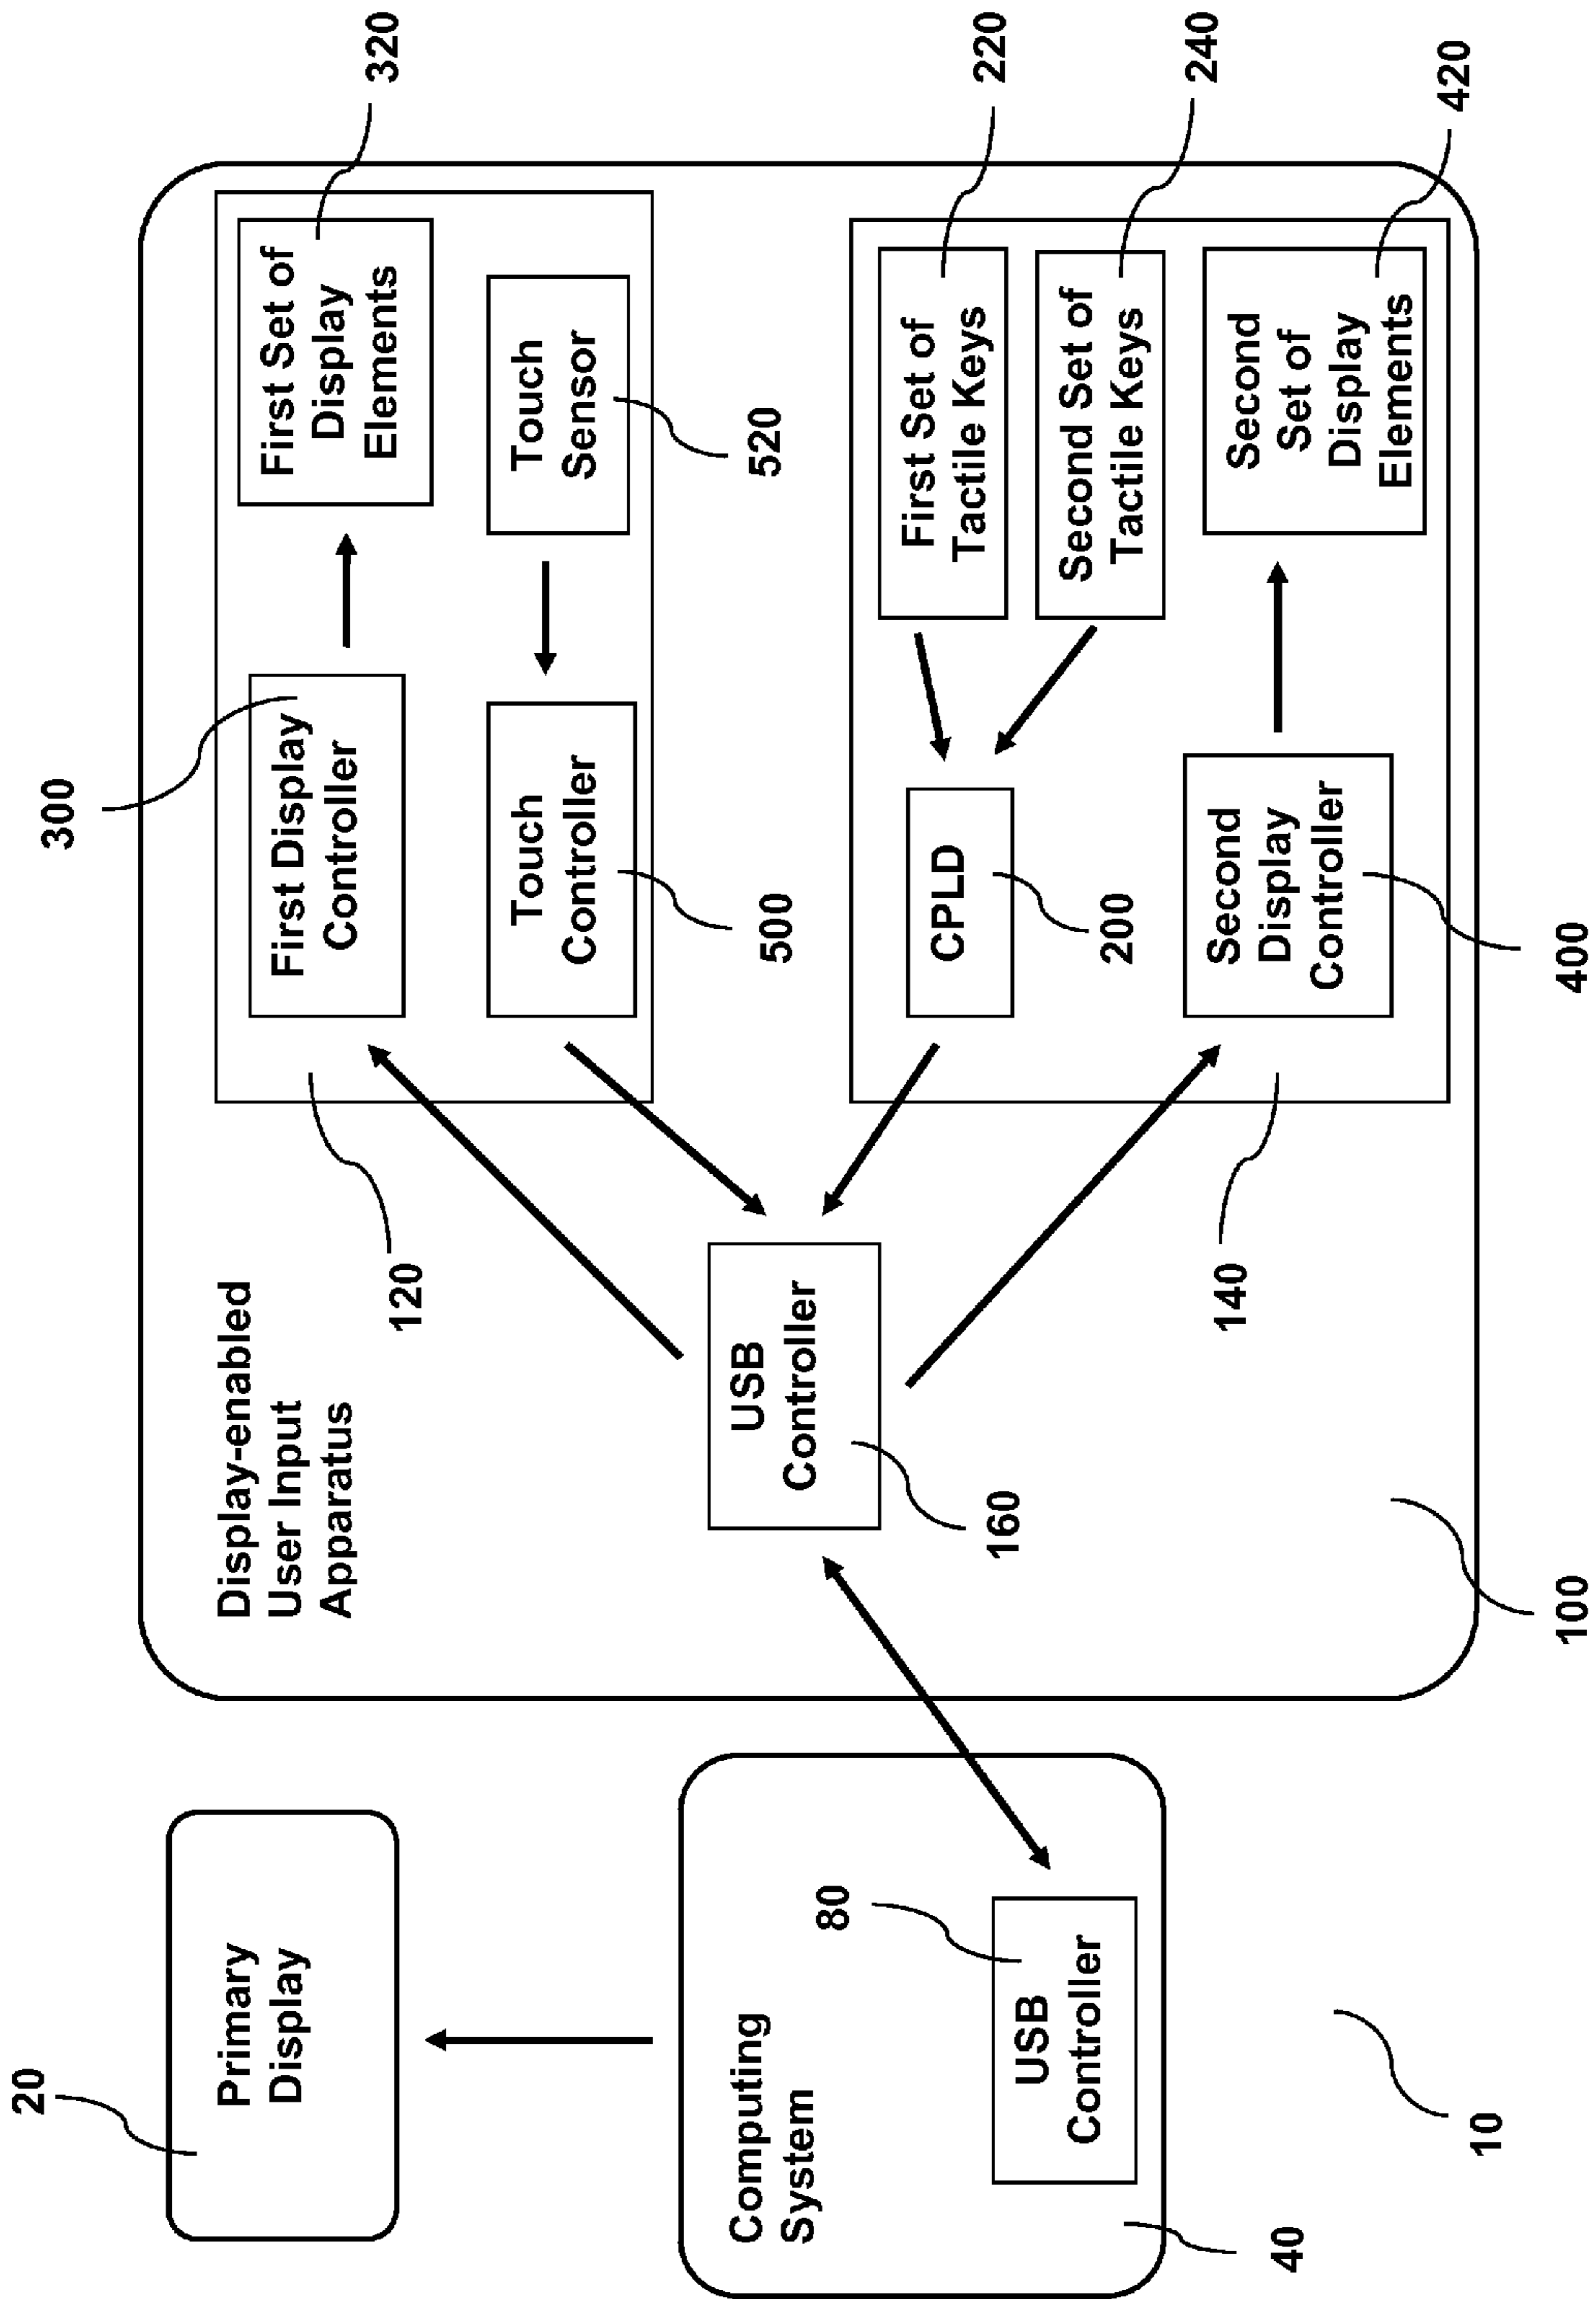 20
Primary
Display
Computing
System
80
USB
Controller
40
10
Display-enabled
User Input
Apparatus
100
USB
Controller
160
120
300
First Display
Controller
First Set of
Display
Elements
320
Touch
Controller
500
Touch
Sensor
520
140
CPLD
200
First Set of
Tactile Keys
220
Second Set of
Tactile Keys
240
Second
Display
Controller
400
Second
Set of
Display
Elements
420